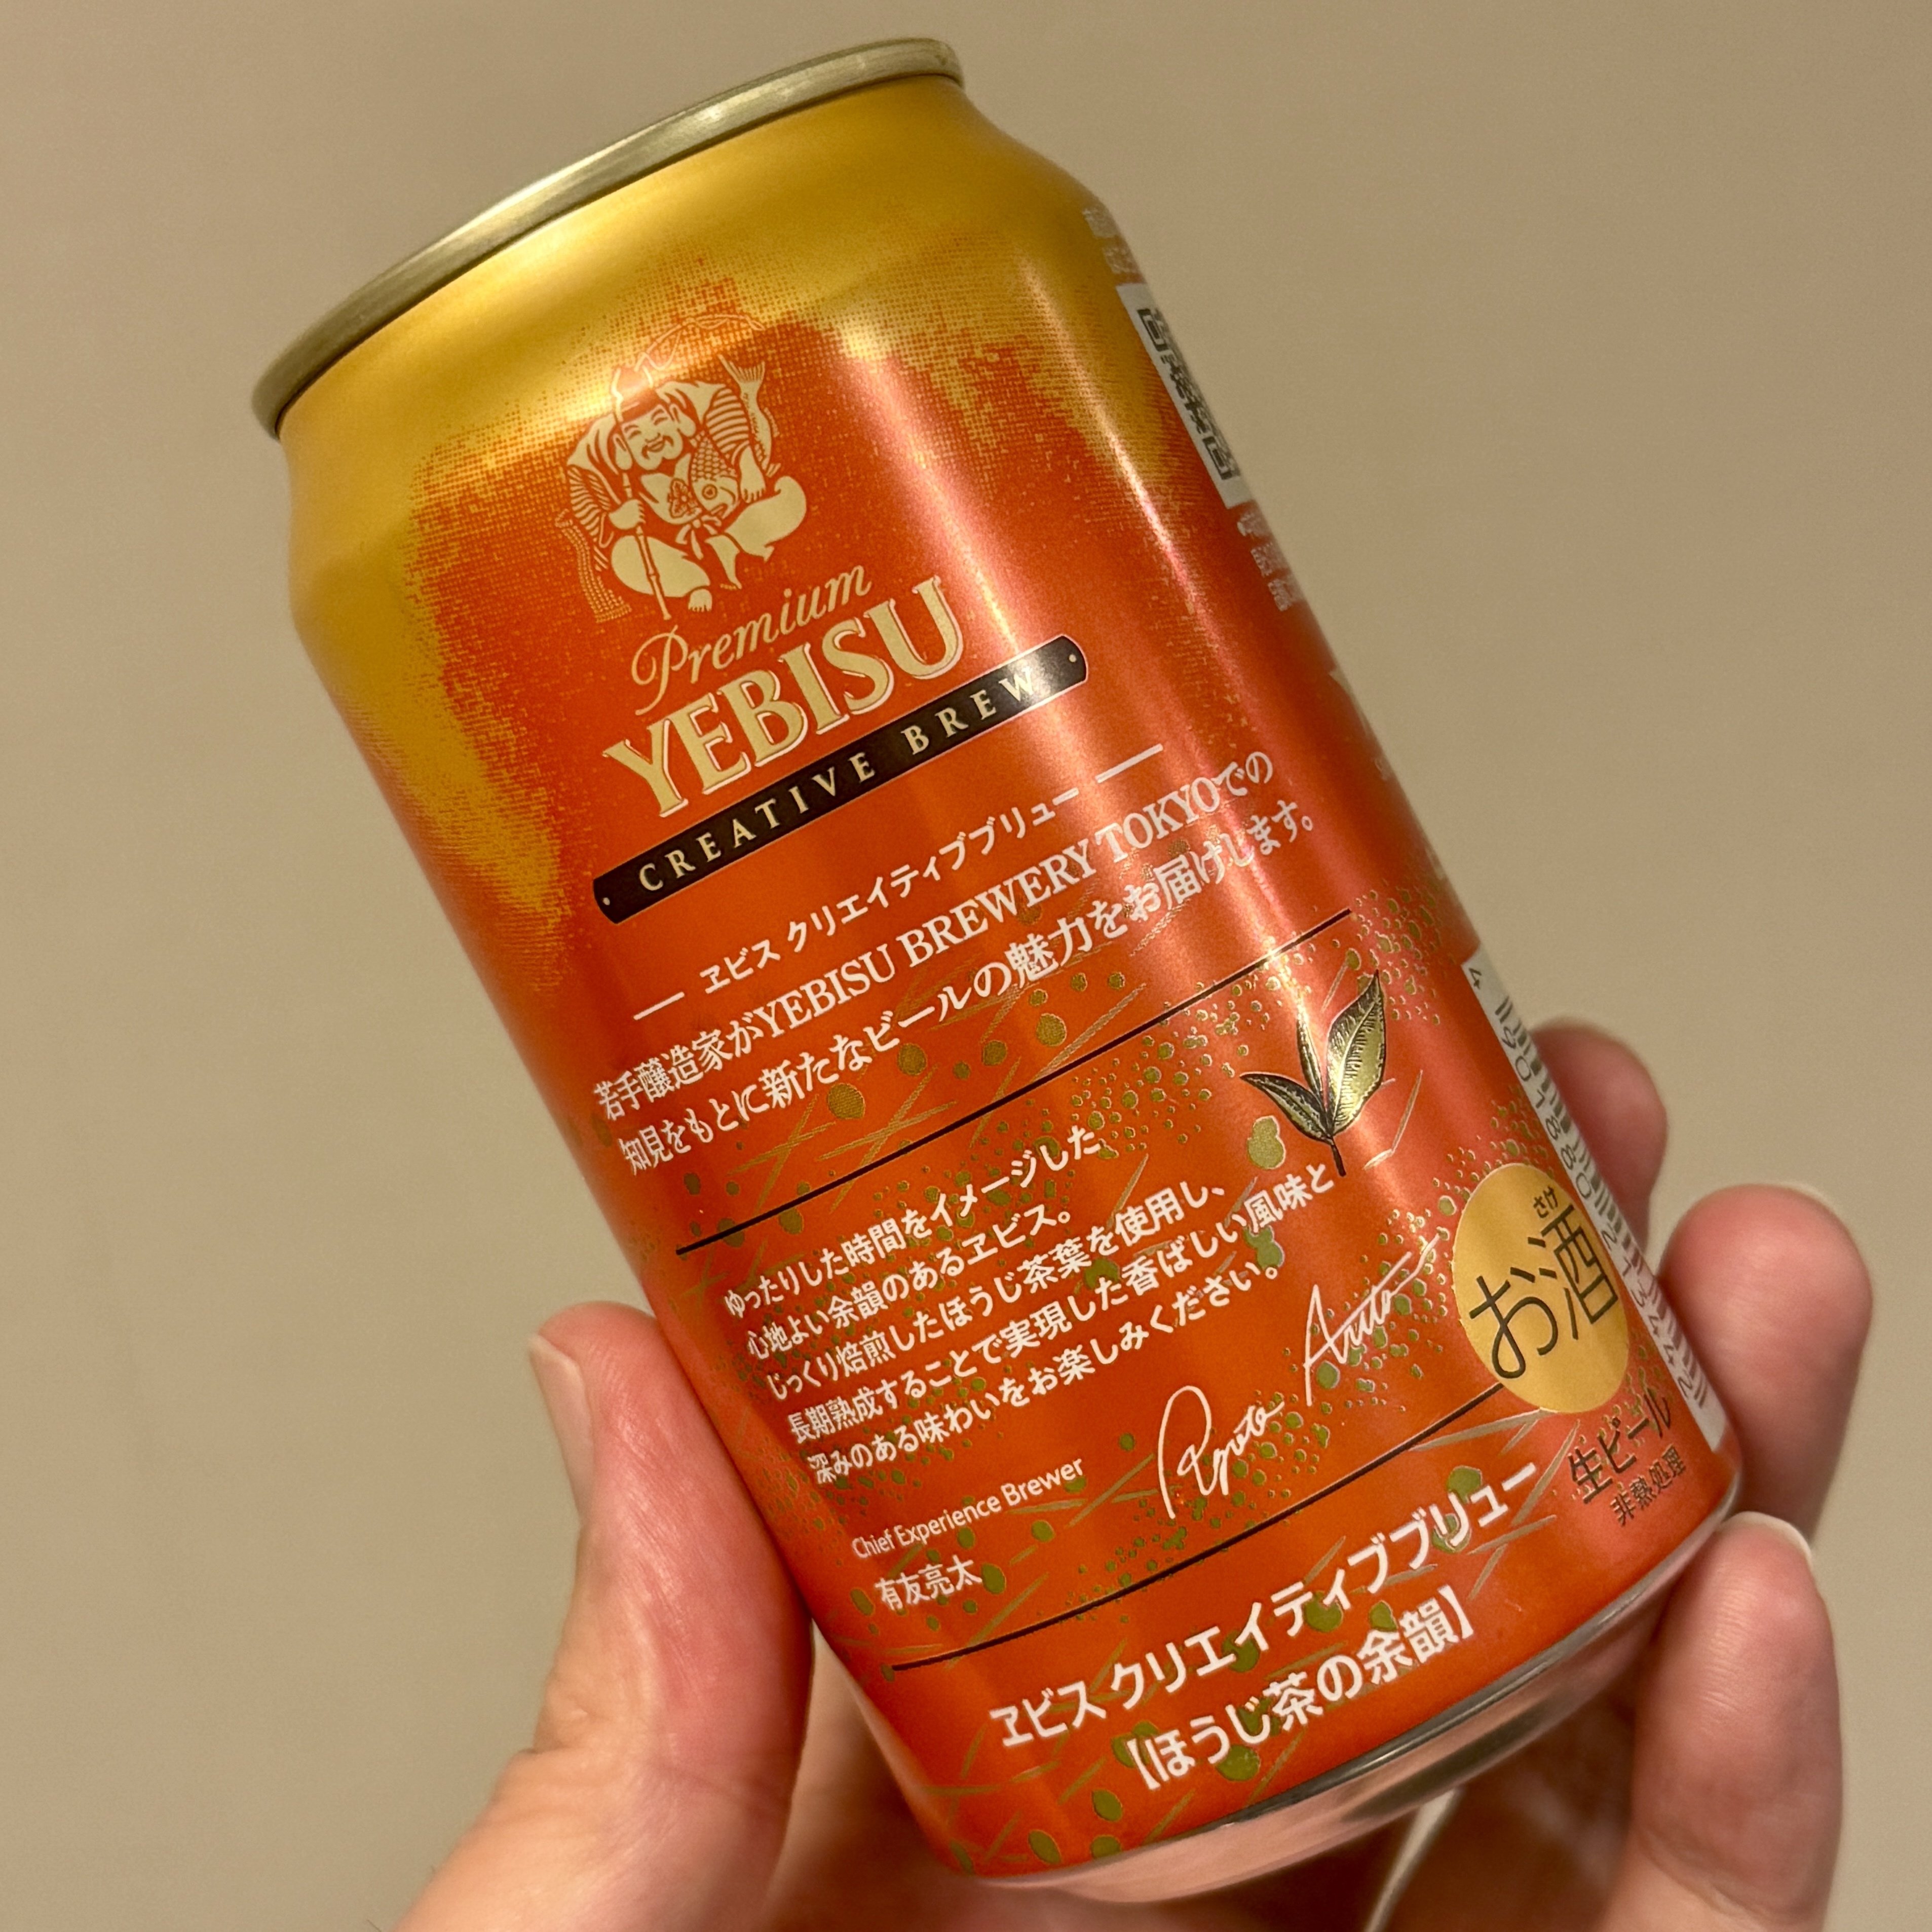 Premium
YEBISU
CREATIVE BREW
ヱビス クリエイティブブリュー
若手醸造家がYEBISU BREWERY TOKYOでの
知見をもとに新たなビールの魅力をお届けします。
ゆったりした時間をイメージした
心地よい余韻のあるヱビス。
じっくり焙煎したほうじ茶葉を使用し、
長期熟成することで実現した香ばしい風味と
深みのある味わいをお楽しみください。
Chief Experience Brewer
有友亮太
Ryota Arito
ヱビス クリエイティブブリュー
【ほうじ茶の余韻】
さけ
お酒
生ビール
非熱処理